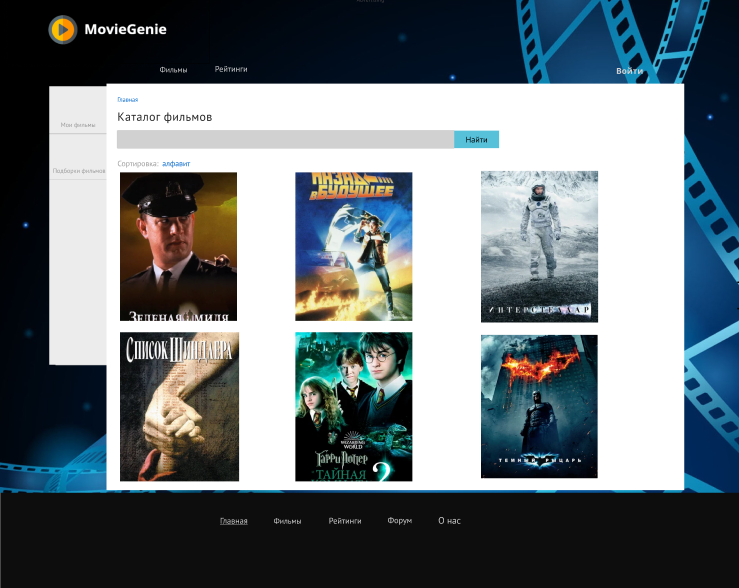 MovieGenie
Фильмы Рейтинги
Войти
Главная
Мои фильмы
Каталог фильмов
Найти
Сортировка: алфавит
Подборки фильмов
НАЗАД
В БУДУЩЕЕ
ЗЕЛЕНАЯ МИЛЯ
ИНТЕРСТЕЛЛАР
СПИСОК ШИНДЛЕРА
WIZARDING
WORLD
ГАРРИ ПОТТЕР
ТАЙНАЯ
ТЕМНЫЙ РЫЦАРЬ
Главная Фильмы Рейтинги Форум О нас